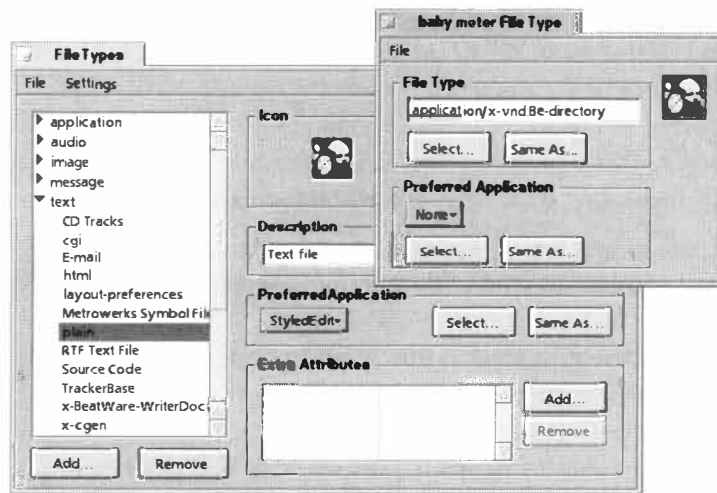 baby meter File Type
File
File Type
application/x-vnd.Be-directory
Select...
Same As...
Preferred Application
None
Select...
Same As...
FileTypes
File Settings
application
audio
image
message
text
CD Tracks
cgi
E-mail
html
layout-preferences
Metrowerks Symbol File
plain
RTF Text File
Source Code
TrackerBase
x-BeatWare-WriterDoc
x-cgen
Add...
Remove
Icon
Description
Text file
Preferred Application
StyledEdit
Select...
Same As...
Extra Attributes
Add...
Remove